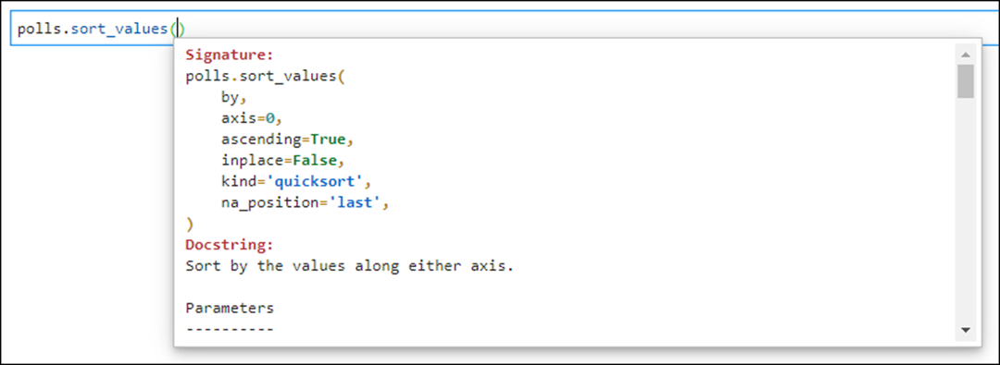 polls.sort_values()
Signature:
polls.sort_values(
    by,
    axis=0,
    ascending=True,
    inplace=False,
    kind='quicksort',
    na_position='last',
)
Docstring:
Sort by the values along either axis.
Parameters
----------